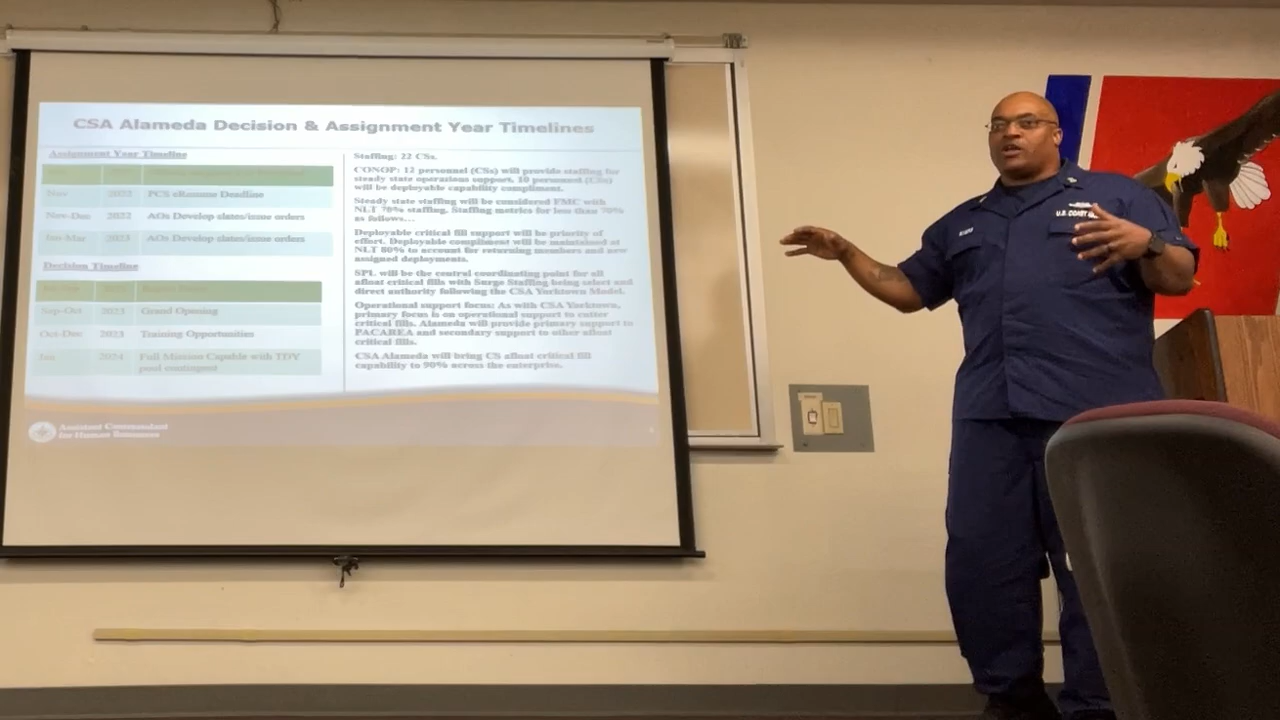 CSA Alameda Decision & Assignment Year Timelines
Assignment Year Timeline
Nov 2022 PCS eResume Deadline
Nov-Dec 2022 AOs Develop slates/issue orders
Jan-Mar 2023 AOs Develop slates/issue orders
Decision Timeline
Sep-Oct 2023 Grand Opening
Oct-Dec 2023 Training Opportunities
Jan 2024 Full Mission Capable with TDY
pool contingent
Staffing: 22 CSs.
CONOP: 12 personnel (CSs) will provide staffing for
steady state operations support. 10 personnel (CSs)
will be deployable capability compliment.
Steady state staffing will be considered FMC with
NLT 70% staffing. Staffing metrics for less than 70%
as follows...
Deployable critical fill support will be priority of
effort. Deployable compliment will be maintained at
NLT 80% to account for returning members and new
assigned deployments.
SPL will be the central coordinating point for all
afloat critical fills with Surge Staffing being select and
direct authority following the CSA Yorktown Model.
Operational support focus: As with CSA Yorktown,
primary focus is on operational support to cutter
critical fills. Alameda will provide primary support to
PACAREA and secondary support to other afloat
critical fills.
CSA Alameda will bring CS afloat critical fill
capability to 90% across the enterprise.
Assistant Commandant
for Human Resources
U.S. COAST